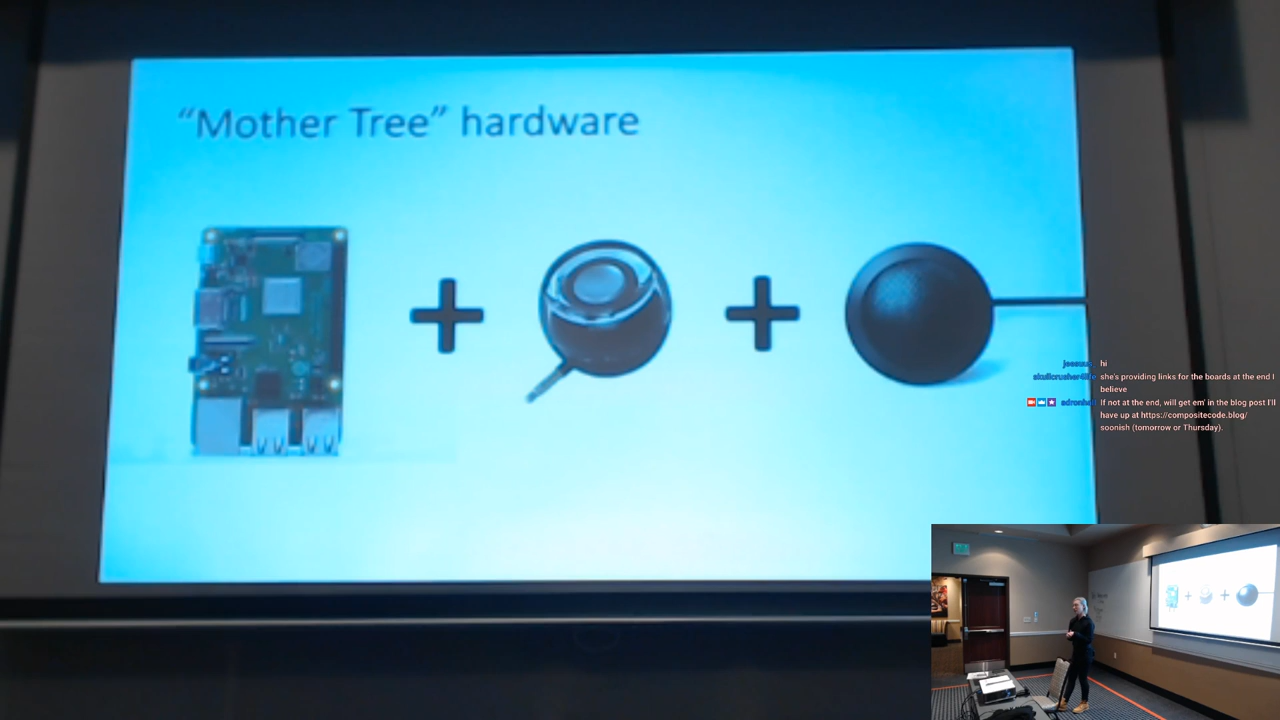 “Mother Tree” hardware
hi
she's providing links for the boards at the end I
believe
If not at the end, will get em' in the blog post I'll
have up at https://compositecode.blog/
soonish (tomorrow or Thursday).